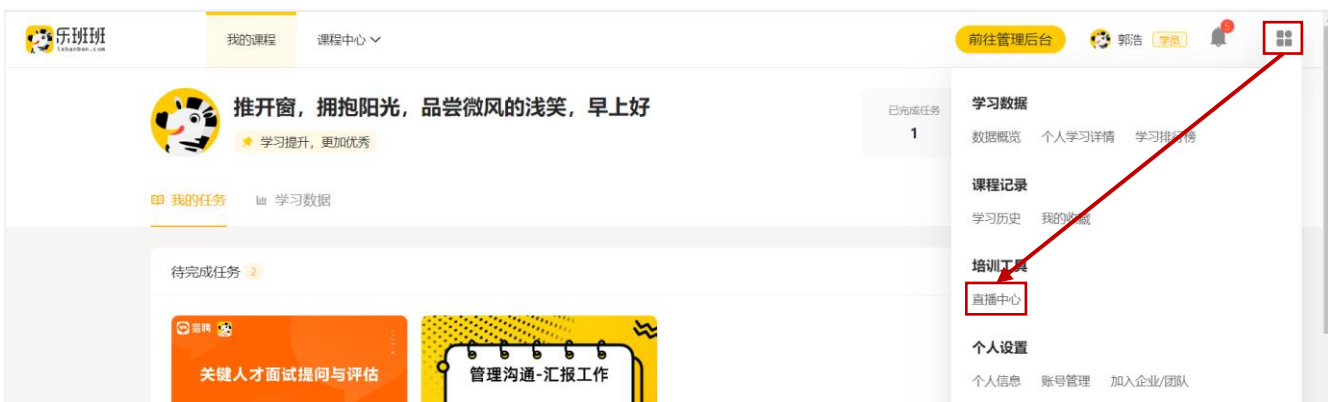 乐班班
lebanban.com
我的课程
课程中心
前往管理后台
郭浩
学员
推开窗，拥抱阳光，品尝微风的浅笑，早上好
学习提升，更加优秀
已完成任务
1
我的任务
学习数据
待完成任务 2
关键人才面试提问与评估
管理沟通-汇报工作
学习数据
数据概览 个人学习详情 学习排行榜
课程记录
学习历史 我的收藏
培训工具
直播中心
个人设置
个人信息 账号管理 加入企业/团队